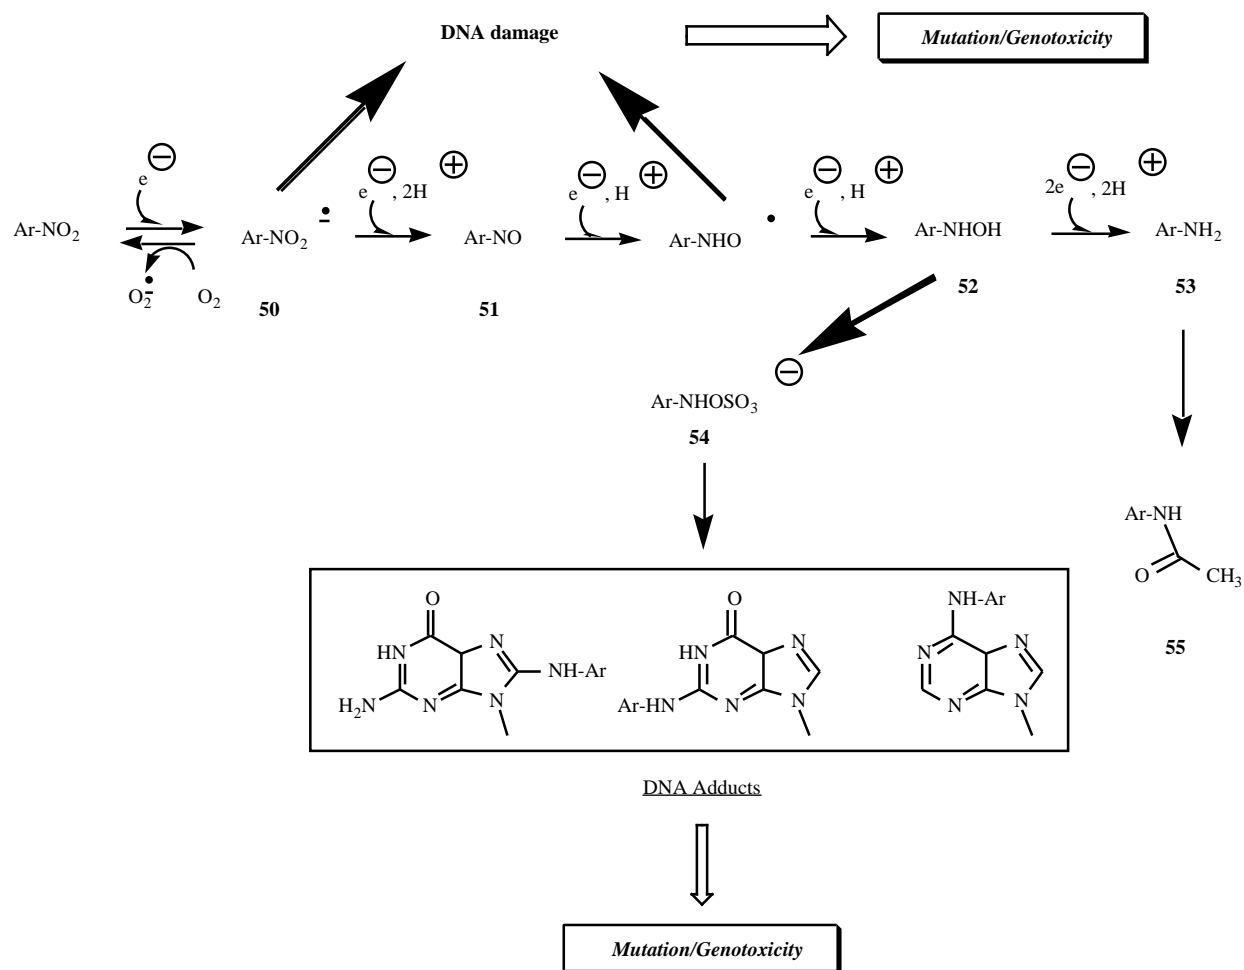 DNA damage
Mutation/Genotoxicity
e⊖
e⊖, 2H⊕
e⊖, H⊕
e⊖, H⊕
2e⊖, 2H⊕
Ar-NO₂
Ar-NO₂ •-
Ar-NO
Ar-NHO •
Ar-NHOH
Ar-NH₂
O₂•-
O₂
50
51
52
53
Ar-NHOSO₃ ⊖
54
Ar-NH
O
CH₃
55
O
HN
N
NH-Ar
H₂N
N
N
O
HN
N
Ar-HN
N
N
NH-Ar
N
N
N
N
DNA Adducts
Mutation/Genotoxicity